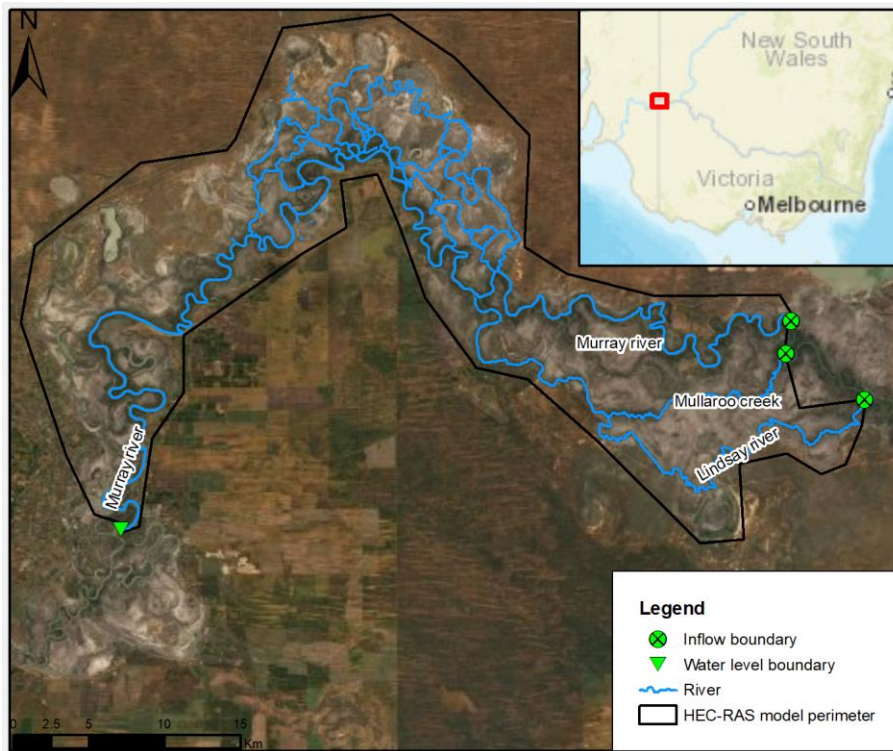 N
New South
Wales
Victoria
Melbourne
Murray river
Mullaroo creek
Lindsay river
Murray river
Legend
Inflow boundary
Water level boundary
River
HEC-RAS model perimeter
0 2.5 5 10 15
Km